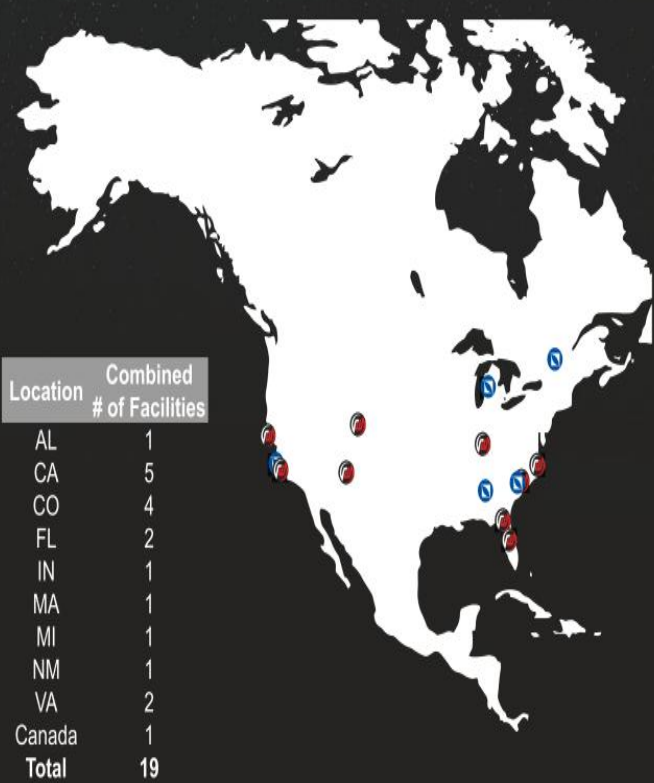 Location Combined # of Facilities
AL 1
CA 5
CO 4
FL 2
IN 1
MA 1
MI 1
NM 1
VA 2
Canada 1
Total 19